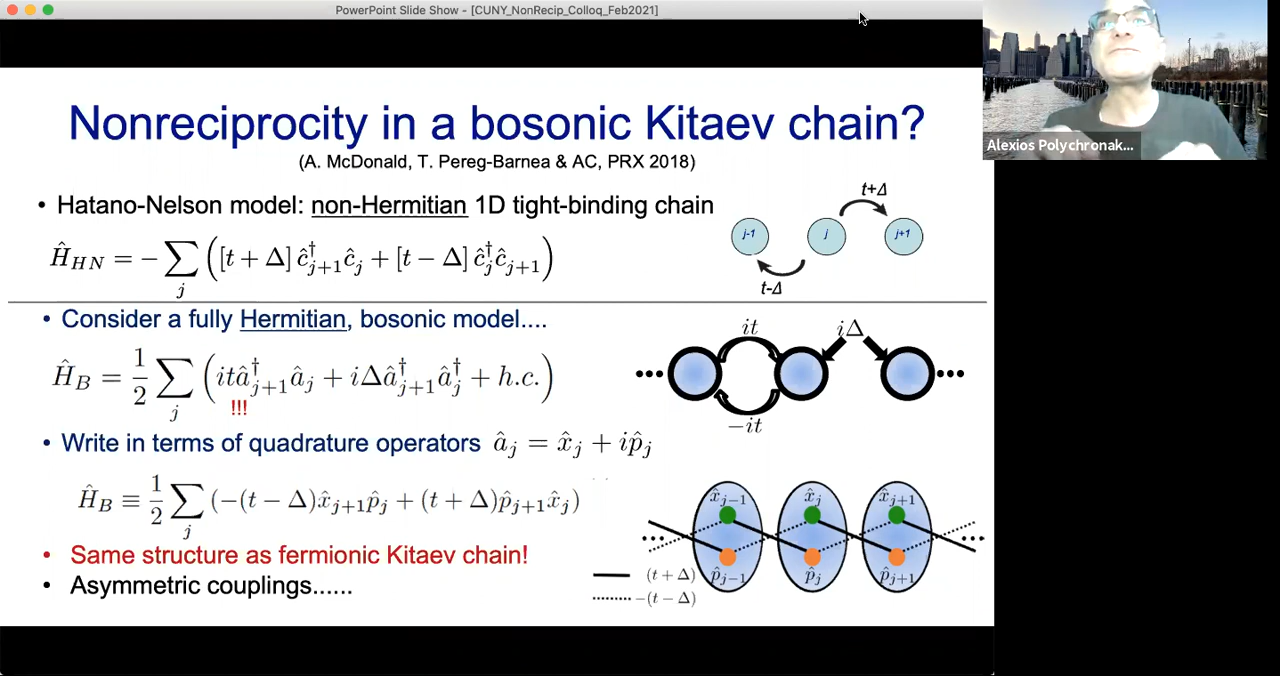 PowerPoint Slide Show - [CUNY_NonRecip_Colloq_Feb2021]
Alexios Polychronak...
Nonreciprocity in a bosonic Kitaev chain?
(A. McDonald, T. Pereg-Barnea & AC, PRX 2018)
• Hatano-Nelson model: non-Hermitian 1D tight-binding chain
Ĥ_HN = −∑_j ([t + Δ] ĉ†_{j+1}ĉ_j + [t − Δ] ĉ†_jĉ_{j+1})
t+Δ
j-1 j j+1
t-Δ
• Consider a fully Hermitian, bosonic model....
Ĥ_B = 1/2 ∑_j (itâ†_{j+1}â_j + iΔâ†_{j+1}â†_j + h.c.)
!!!
it iΔ
••• •••
−it
• Write in terms of quadrature operators â_j = x̂_j + ip̂_j
Ĥ_B ≡ 1/2 ∑_j (−(t − Δ)x̂_{j+1}p̂_j + (t + Δ)p̂_{j+1}x̂_j)
x̂_{j−1} x̂_j x̂_{j+1}
••• •••
p̂_{j−1} p̂_j p̂_{j+1}
(t + Δ)
−(t − Δ)
• Same structure as fermionic Kitaev chain!
• Asymmetric couplings......